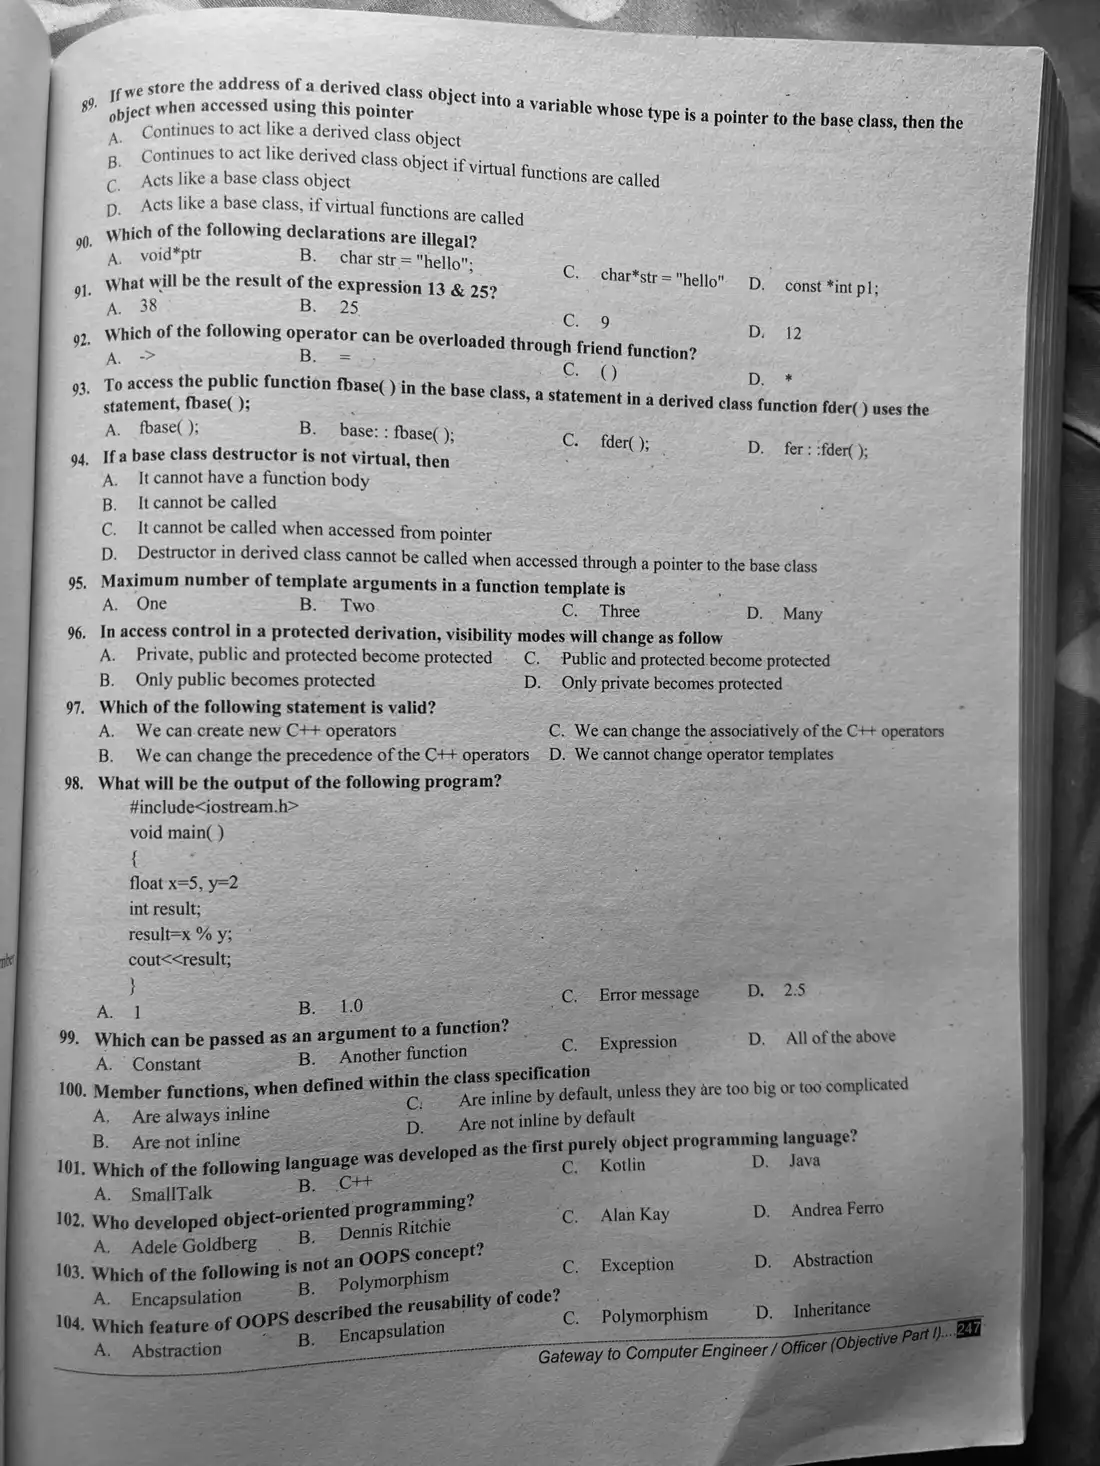 89. If we store the address of a derived class object into a variable whose type is a pointer to the base class, then the
object when accessed using this pointer
A. Continues to act like a derived class object
B. Continues to act like derived class object if virtual functions are called
C. Acts like a base class object
D. Acts like a base class, if virtual functions are called
90. Which of the following declarations are illegal?
A. void*ptr B. char str = "hello"; C. char*str = "hello" D. const *int p1;
91. What will be the result of the expression 13 & 25?
A. 38 B. 25 C. 9 D. 12
92. Which of the following operator can be overloaded through friend function?
A. -> B. = C. ( ) D. *
93. To access the public function fbase( ) in the base class, a statement in a derived class function fder( ) uses the
statement, fbase( );
A. fbase( ); B. base: : fbase( ); C. fder( ); D. fer : :fder( );
94. If a base class destructor is not virtual, then
A. It cannot have a function body
B. It cannot be called
C. It cannot be called when accessed from pointer
D. Destructor in derived class cannot be called when accessed through a pointer to the base class
95. Maximum number of template arguments in a function template is
A. One B. Two C. Three D. Many
96. In access control in a protected derivation, visibility modes will change as follow
A. Private, public and protected become protected C. Public and protected become protected
B. Only public becomes protected D. Only private becomes protected
97. Which of the following statement is valid?
A. We can create new C++ operators C. We can change the associatively of the C++ operators
B. We can change the precedence of the C++ operators D. We cannot change operator templates
98. What will be the output of the following program?
#include<iostream.h>
void main( )
{
float x=5, y=2
int result;
result=x % y;
cout<<result;
}
A. 1 B. 1.0 C. Error message D. 2.5
99. Which can be passed as an argument to a function?
A. Constant B. Another function C. Expression D. All of the above
100. Member functions, when defined within the class specification
A. Are always inline C. Are inline by default, unless they are too big or too complicated
B. Are not inline D. Are not inline by default
101. Which of the following language was developed as the first purely object programming language?
A. SmallTalk B. C++ C. Kotlin D. Java
102. Who developed object-oriented programming?
A. Adele Goldberg B. Dennis Ritchie C. Alan Kay D. Andrea Ferro
103. Which of the following is not an OOPS concept?
A. Encapsulation B. Polymorphism C. Exception D. Abstraction
104. Which feature of OOPS described the reusability of code?
A. Abstraction B. Encapsulation C. Polymorphism D. Inheritance
Gateway to Computer Engineer / Officer (Objective Part I)....247